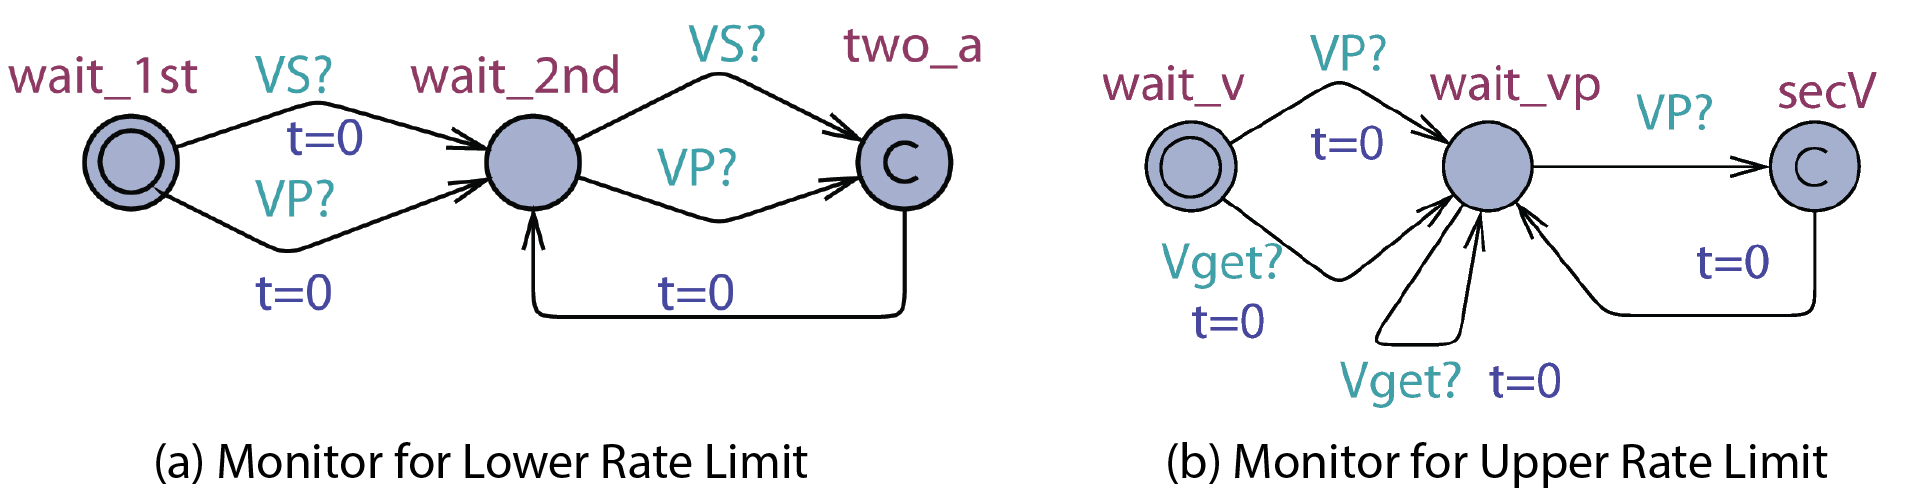 wait_1st
VS?
t=0
VP?
t=0
wait_2nd
VS?
VP?
t=0
two_a
C
(a) Monitor for Lower Rate Limit
wait_v
VP?
t=0
Vget?
t=0
wait_vp
Vget? t=0
VP?
secV
C
t=0
(b) Monitor for Upper Rate Limit